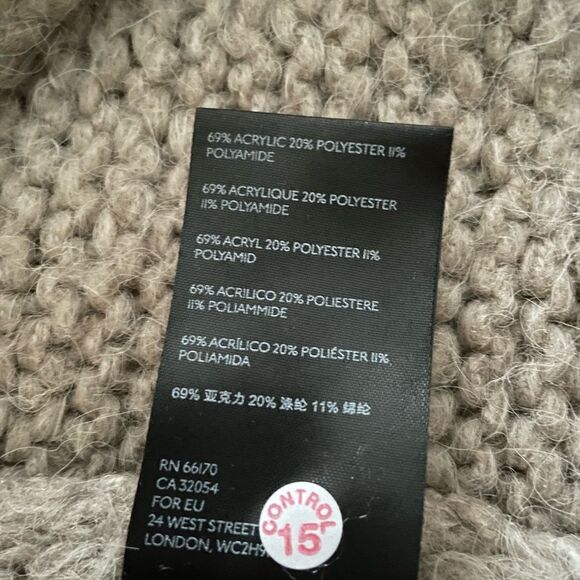 69% ACRYLIC 20% POLYESTER 11%
POLYAMIDE
69% ACRYLIQUE 20% POLYESTER
11% POLYAMIDE
69% ACRYL 20% POLYESTER 11%
POLYAMID
69% ACRILICO 20% POLIESTERE
11% POLIAMMIDE
69% ACRÍLICO 20% POLIÉSTER 11%
POLIAMIDA
69% 亚克力 20% 涤纶 11% 锦纶
RN 66170
CA 32054
FOR EU
24 WEST STREET
LONDON, WC2H9
CONTROL
15